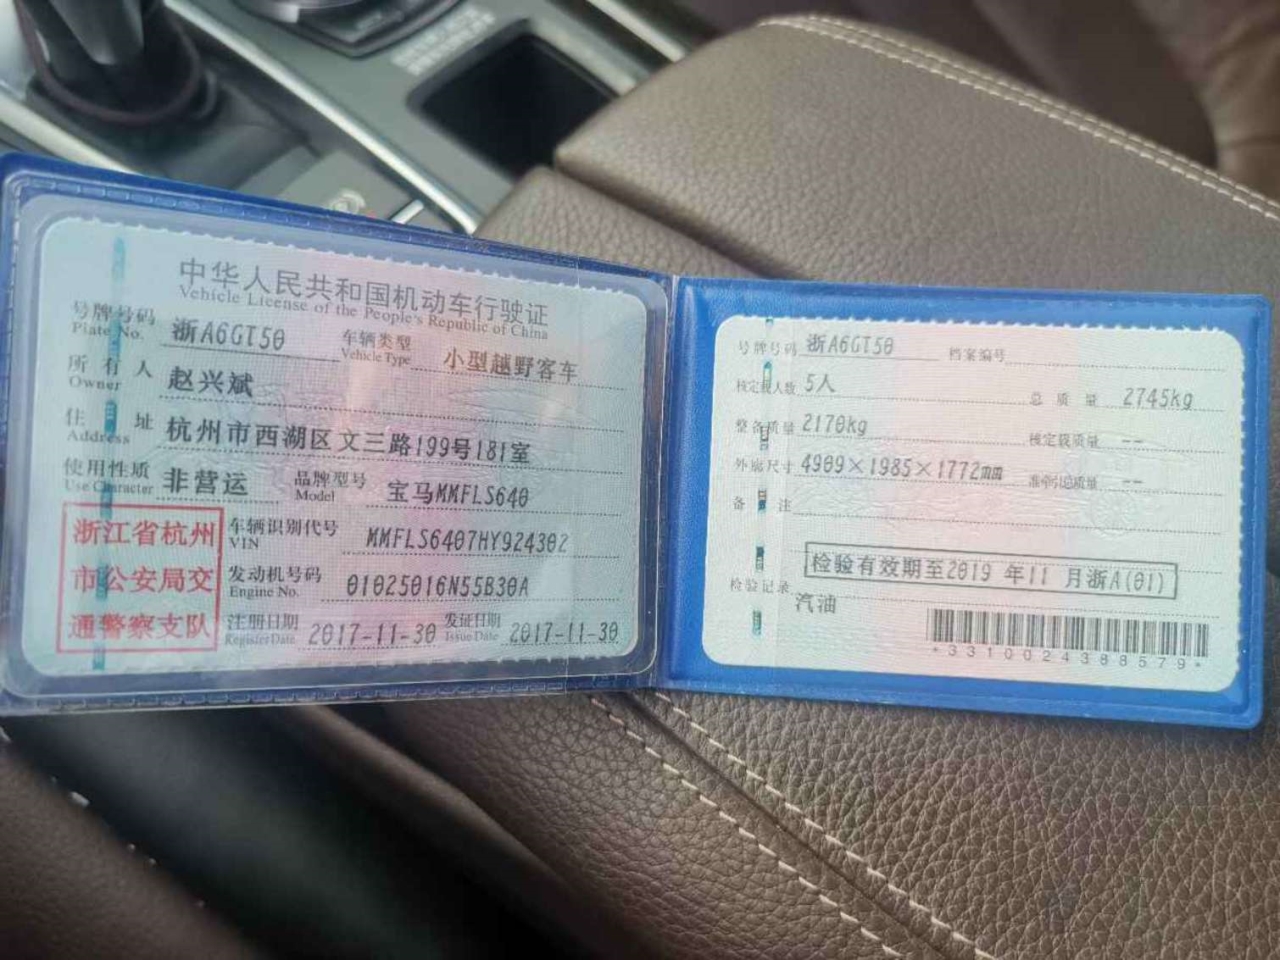 中华人民共和国机动车行驶证
Vehicle License of the People's Republic of China
号牌号码 浙A6GT50 车辆类型 小型越野客车
Plate No. Vehicle Type
所有人 赵兴斌
Owner
住址 杭州市西湖区文三路199号181室
Address
使用性质 非营运 品牌型号 宝马MMFLS640
Use Character Model
浙江省杭州
市公安局交
通警察支队
车辆识别代号 MMFLS6407HY924302
VIN
发动机号码 01025016N55B30A
Engine No.
注册日期 2017-11-30 发证日期 2017-11-30
Register Date Issue Date
号牌号码 浙A6GT50 档案编号
核定载人数 5人 总质量 2745kg
整备质量 2170kg 核定载质量 --
外廓尺寸 4909×1985×1772mm 准牵引总质量 --
备注
检验有效期至2019 年11 月浙A(01)
检验记录
汽油
*3310024388579*